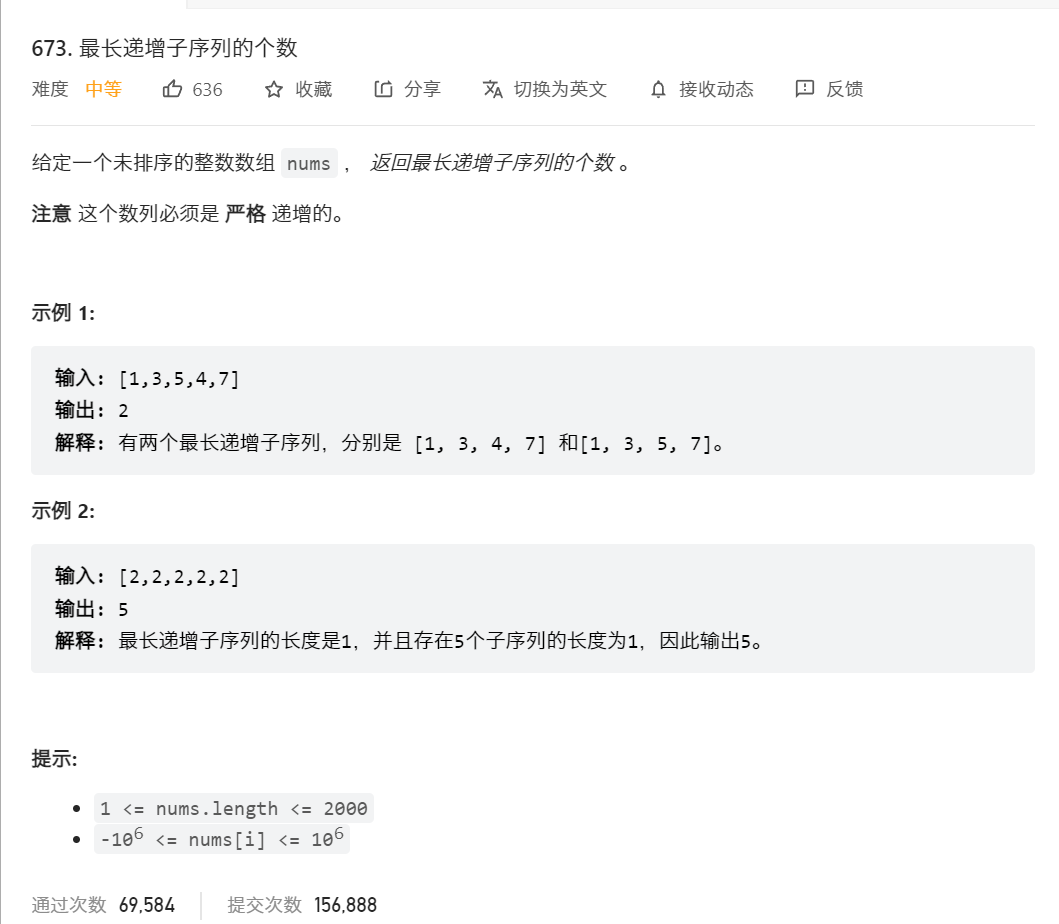 673. 最长递增子序列的个数
难度 中等 636 收藏 分享 切换为英文 接收动态 反馈
给定一个未排序的整数数组 nums ， 返回最长递增子序列的个数 。
注意 这个数列必须是 严格 递增的。
示例 1:
输入: [1,3,5,4,7]
输出: 2
解释: 有两个最长递增子序列，分别是 [1, 3, 4, 7] 和[1, 3, 5, 7]。
示例 2:
输入: [2,2,2,2,2]
输出: 5
解释: 最长递增子序列的长度是1，并且存在5个子序列的长度为1，因此输出5。
提示:
• 1 <= nums.length <= 2000
• -10⁶ <= nums[i] <= 10⁶
通过次数 69,584 提交次数 156,888